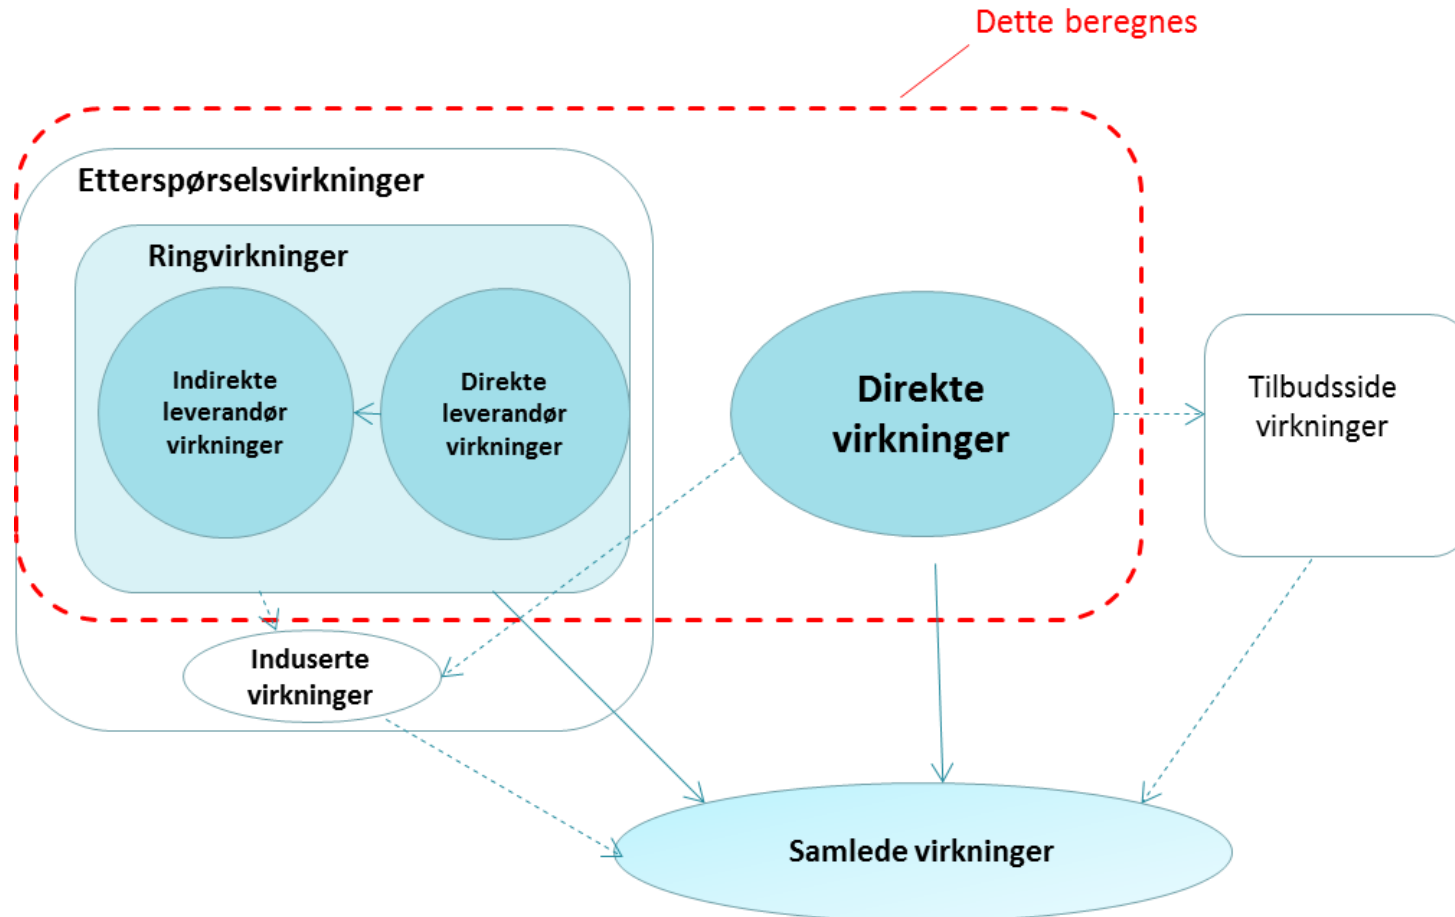 Dette beregnes
Etterspørselsvirkninger
Ringvirkninger
Indirekte
leverandør
virkninger
Direkte
leverandør
virkninger
Direkte
virkninger
Tilbudsside
virkninger
Induserte
virkninger
Samlede virkninger